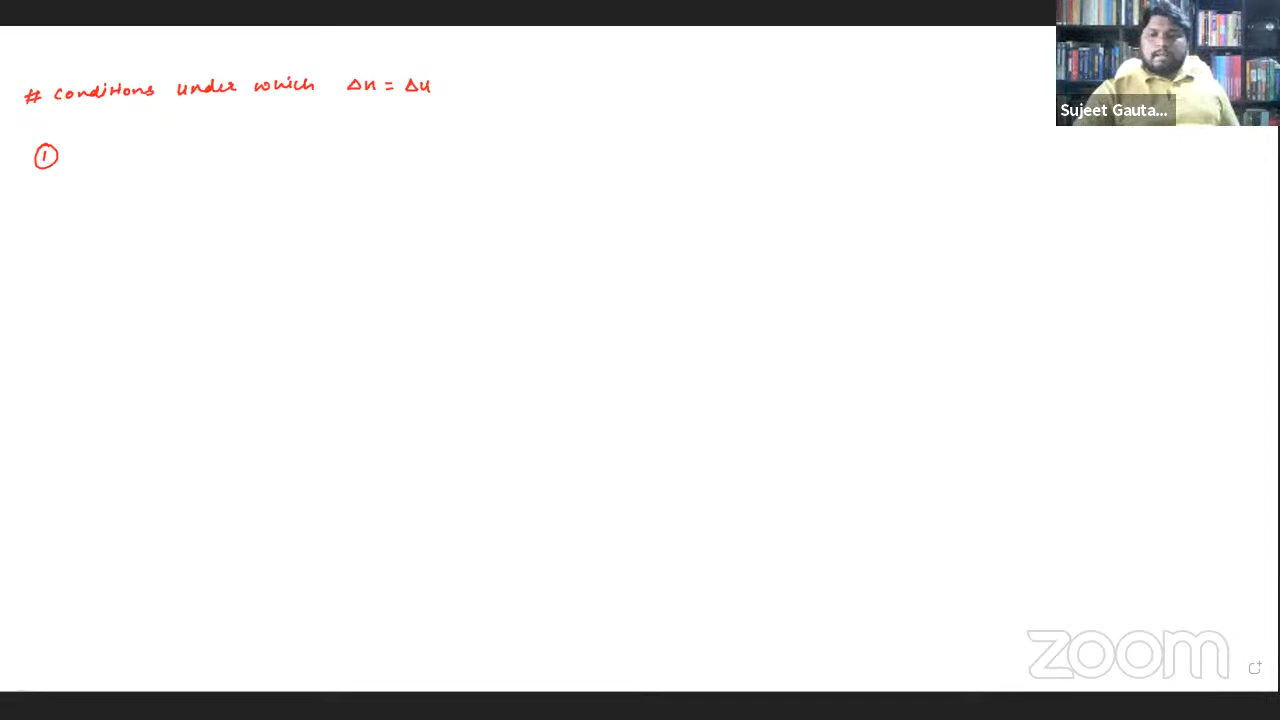 # Conditions under which ΔH = ΔU
①
Sujeet Gauta...
zoom